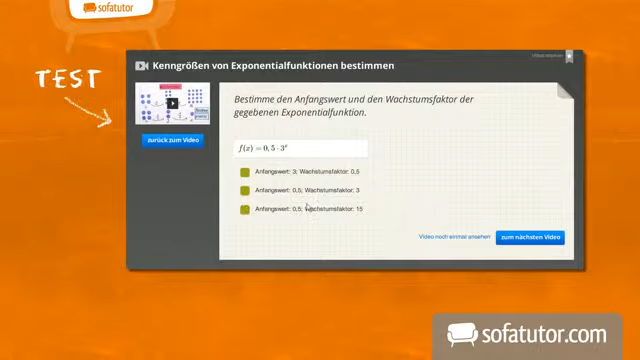 sofatutor
TEST
Kenngrößen von Exponentialfunktionen bestimmen
zurück zum Video
Bestimme den Anfangswert und den Wachstumsfaktor der
gegebenen Exponentialfunktion.
f(x) = 0, 5 · 3ˣ
Anfangswert: 3; Wachstumsfaktor: 0,5
Anfangswert: 0,5; Wachstumsfaktor: 3
Anfangswert: 0,5; Wachstumsfaktor: 15
Video noch einmal ansehen
zum nächsten Video
sofatutor.com